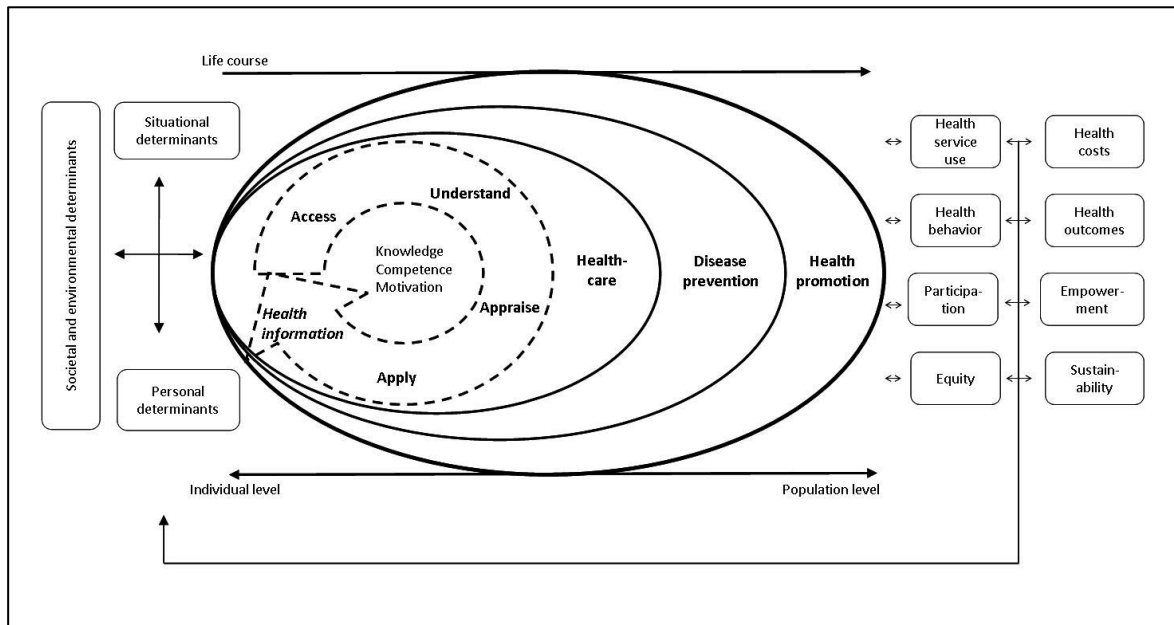 Life course
Societal and environmental determinants
Situational
determinants
Personal
determinants
Access
Understand
Appraise
Apply
Health
information
Knowledge
Competence
Motivation
Health-
care
Disease
prevention
Health
promotion
Individual level
Population level
Health
service
use
Health
costs
Health
behavior
Health
outcomes
Participa-
tion
Empower-
ment
Equity
Sustain-
ability